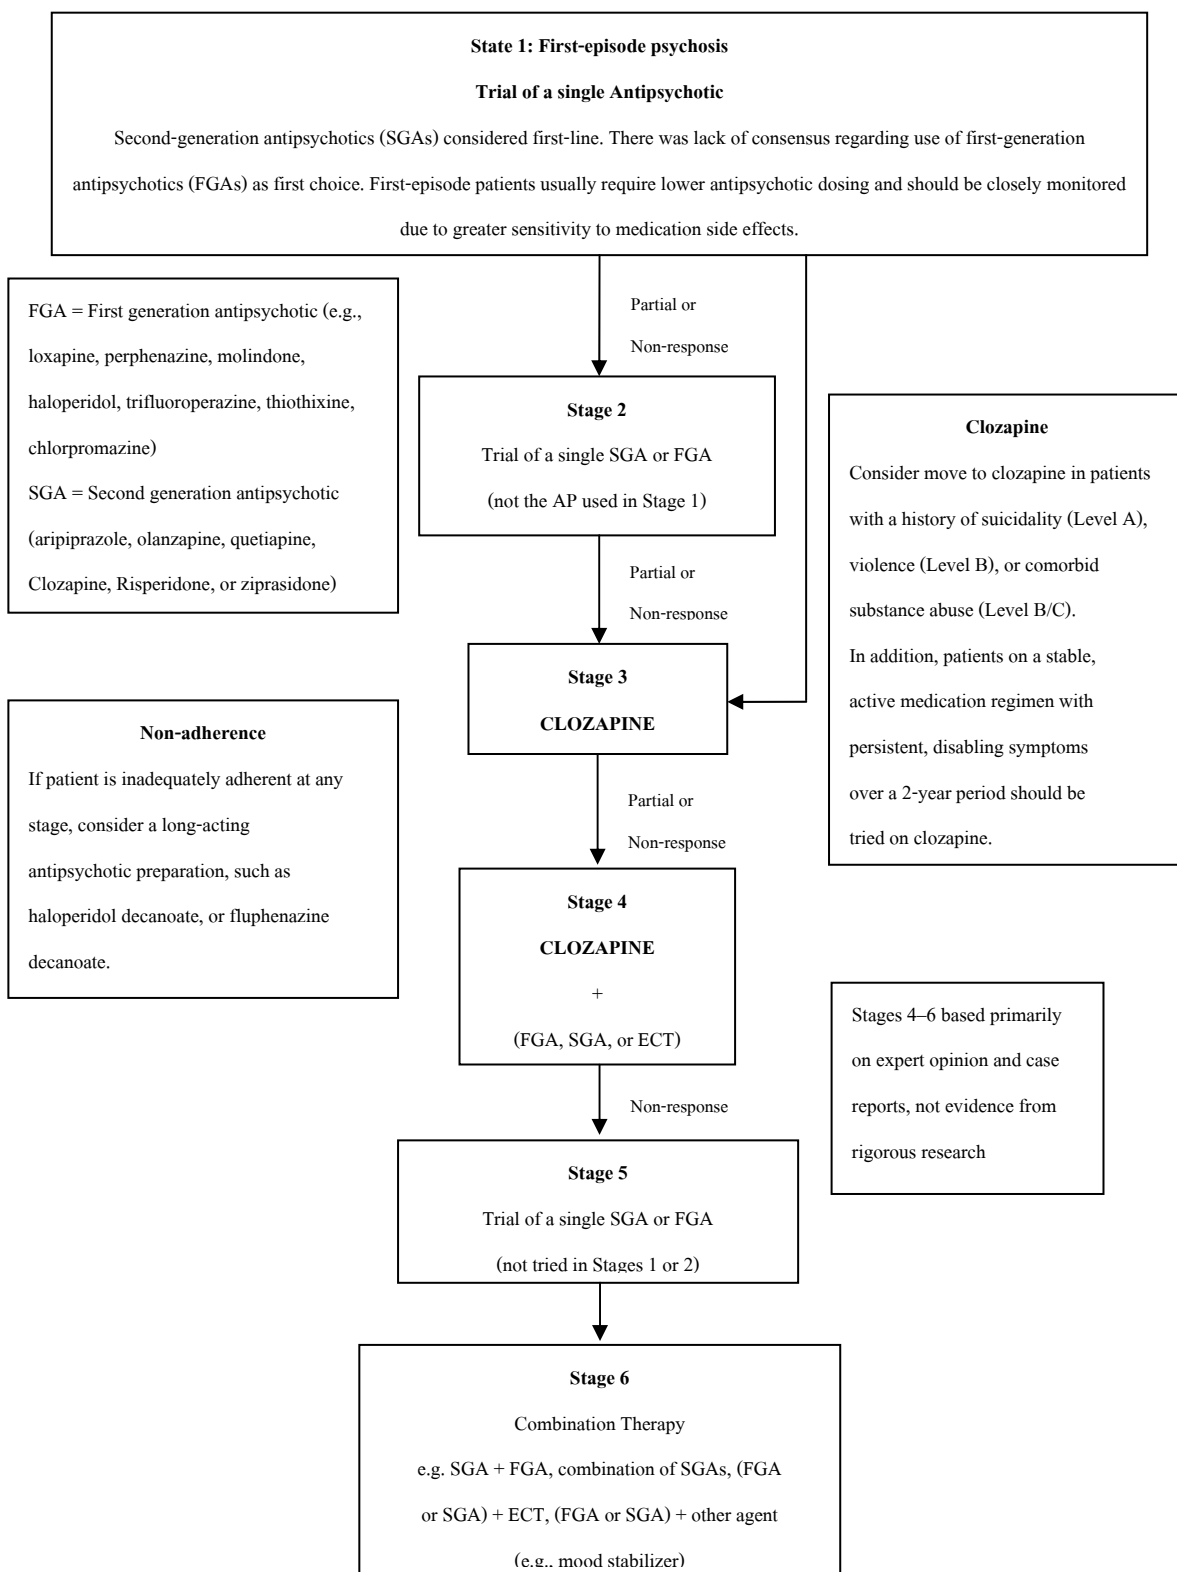 State 1: First-episode psychosis
Trial of a single Antipsychotic
Second-generation antipsychotics (SGAs) considered first-line. There was lack of consensus regarding use of first-generation
antipsychotics (FGAs) as first choice. First-episode patients usually require lower antipsychotic dosing and should be closely monitored
due to greater sensitivity to medication side effects.
FGA = First generation antipsychotic (e.g.,
loxapine, perphenazine, molindone,
haloperidol, trifluoroperazine, thiothixine,
chlorpromazine)
SGA = Second generation antipsychotic
(aripiprazole, olanzapine, quetiapine,
Clozapine, Risperidone, or ziprasidone)
Partial or
Non-response
Stage 2
Trial of a single SGA or FGA
(not the AP used in Stage 1)
Partial or
Non-response
Clozapine
Consider move to clozapine in patients
with a history of suicidality (Level A),
violence (Level B), or comorbid
substance abuse (Level B/C).
In addition, patients on a stable,
active medication regimen with
persistent, disabling symptoms
over a 2-year period should be
tried on clozapine.
Stage 3
CLOZAPINE
Non-adherence
If patient is inadequately adherent at any
stage, consider a long-acting
antipsychotic preparation, such as
haloperidol decanoate, or fluphenazine
decanoate.
Partial or
Non-response
Stage 4
CLOZAPINE
+
(FGA, SGA, or ECT)
Stages 4–6 based primarily
on expert opinion and case
reports, not evidence from
rigorous research
Non-response
Stage 5
Trial of a single SGA or FGA
(not tried in Stages 1 or 2)
Stage 6
Combination Therapy
e.g. SGA + FGA, combination of SGAs, (FGA
or SGA) + ECT, (FGA or SGA) + other agent
(e.g., mood stabilizer)